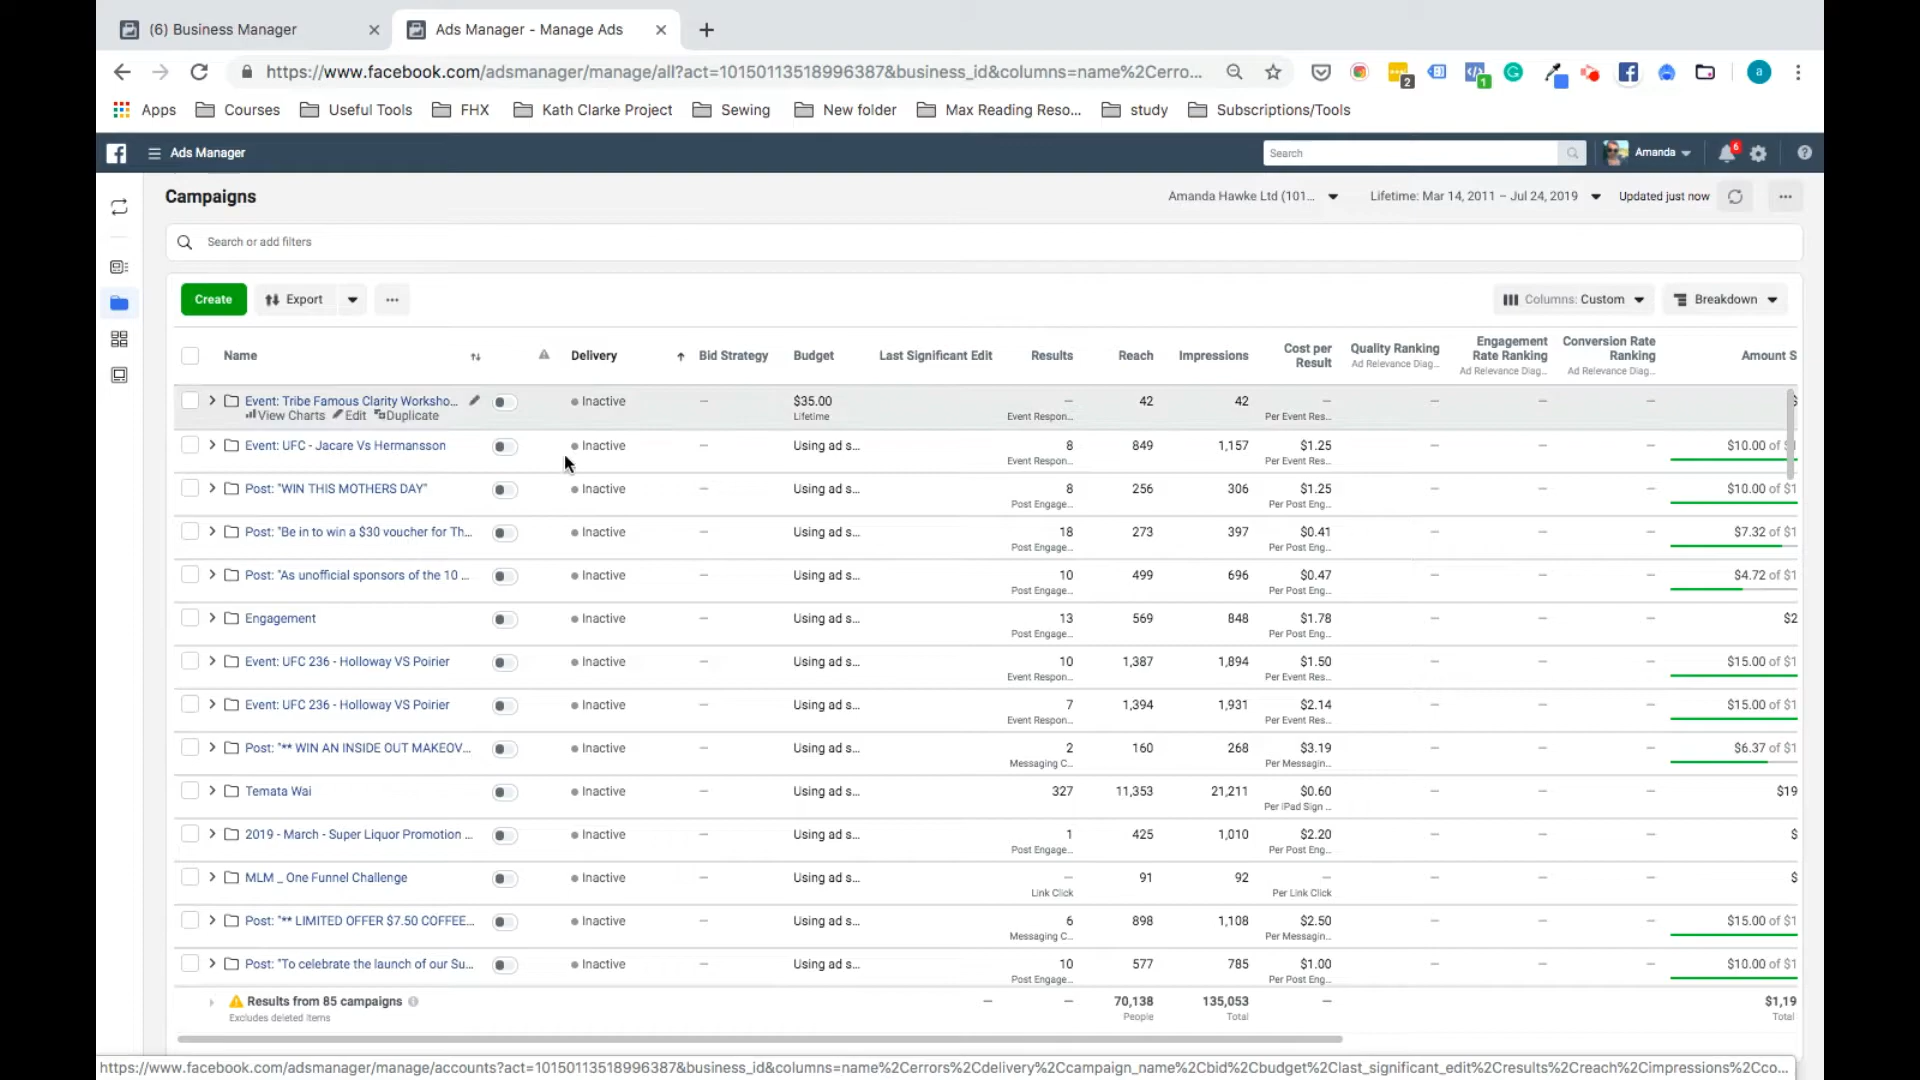 (6) Business Manager
Ads Manager - Manage Ads
https://www.facebook.com/adsmanager/manage/all?act=10150113518996387&business_id&columns=name%2Cerro...
2
1
a
Apps
Courses
Useful Tools
FHX
Kath Clarke Project
Sewing
New folder
Max Reading Reso...
study
Subscriptions/Tools
Ads Manager
Search
Amanda
6
Campaigns
Amanda Hawke Ltd (101...
Lifetime: Mar 14, 2011 – Jul 24, 2019
Updated just now
Search or add filters
Create
Export
Columns: Custom
Breakdown
Name Delivery Bid Strategy Budget Last Significant Edit Results Reach Impressions Cost per Result Quality Ranking Engagement Rate Ranking Conversion Rate Ranking Amount S
Ad Relevance Diag... Ad Relevance Diag... Ad Relevance Diag...
Event: Tribe Famous Clarity Worksho... Inactive — $35.00 — 42 42 — — — —
View Charts Edit Duplicate Lifetime Event Respon... Per Event Res...
Event: UFC - Jacare Vs Hermansson Inactive — Using ad s... 8 849 1,157 $1.25 — — — $10.00 of $1
Event Respon... Per Event Res...
Post: "WIN THIS MOTHERS DAY" Inactive — Using ad s... 8 256 306 $1.25 — — — $10.00 of $1
Post Engage... Per Post Eng...
Post: "Be in to win a $30 voucher for Th... Inactive — Using ad s... 18 273 397 $0.41 — — — $7.32 of $1
Post Engage... Per Post Eng...
Post: "As unofficial sponsors of the 10 ... Inactive — Using ad s... 10 499 696 $0.47 — — — $4.72 of $1
Post Engage... Per Post Eng...
Engagement Inactive — Using ad s... 13 569 848 $1.78 — — — $2
Post Engage... Per Post Eng...
Event: UFC 236 - Holloway VS Poirier Inactive — Using ad s... 10 1,387 1,894 $1.50 — — — $15.00 of $1
Event Respon... Per Event Res...
Event: UFC 236 - Holloway VS Poirier Inactive — Using ad s... 7 1,394 1,931 $2.14 — — — $15.00 of $1
Event Respon... Per Event Res...
Post: "** WIN AN INSIDE OUT MAKEOV... Inactive — Using ad s... 2 160 268 $3.19 — — — $6.37 of $1
Messaging C... Per Messagin...
Temata Wai Inactive — Using ad s... 327 11,353 21,211 $0.60 — — — $19
Per iPad Sign ...
2019 - March - Super Liquor Promotion ... Inactive — Using ad s... 1 425 1,010 $2.20 — — — $
Post Engage... Per Post Eng...
MLM _ One Funnel Challenge Inactive — Using ad s... — 91 92 — — — — $
Link Click Per Link Click
Post: "** LIMITED OFFER $7.50 COFFEE... Inactive — Using ad s... 6 898 1,108 $2.50 — — — $15.00 of $1
Messaging C... Per Messagin...
Post: "To celebrate the launch of our Su... Inactive — Using ad s... 10 577 785 $1.00 — — — $10.00 of $1
Post Engage... Per Post Eng...
Results from 85 campaigns — — 70,138 135,053 — $1,19
Excludes deleted items People Total Total
https://www.facebook.com/adsmanager/manage/accounts?act=10150113518996387&business_id&columns=name%2Cerrors%2Cdelivery%2Ccampaign_name%2Cbid%2Cbudget%2Clast_significant_edit%2Cresults%2Creach%2Cimpressions%2Cco...